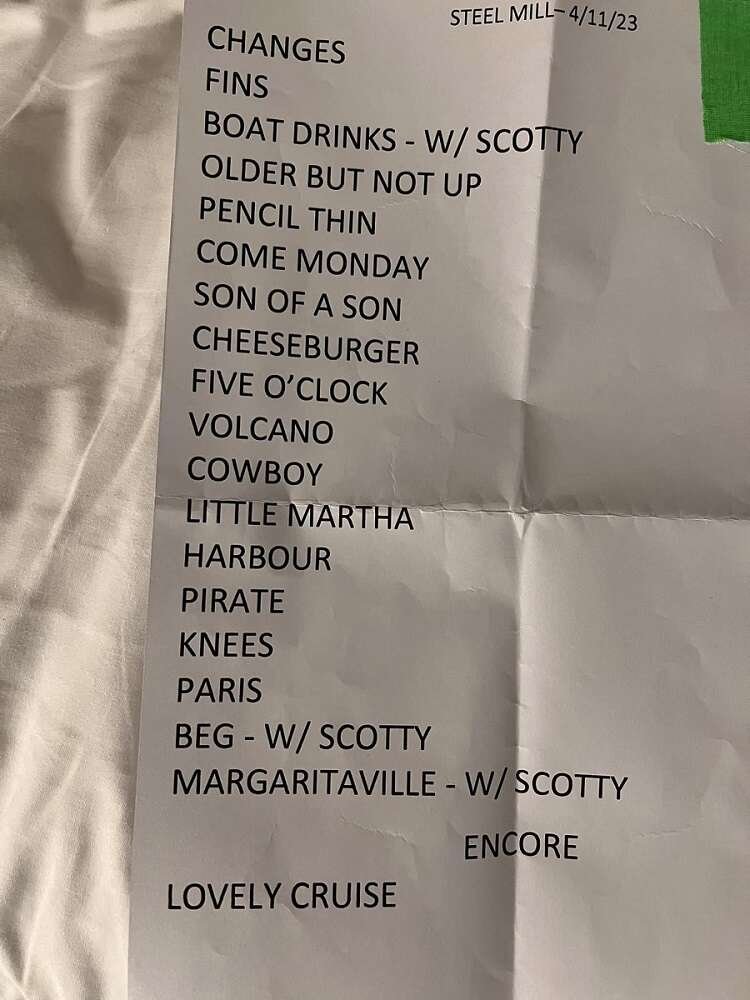 STEEL MILL– 4/11/23
CHANGES
FINS
BOAT DRINKS - W/ SCOTTY
OLDER BUT NOT UP
PENCIL THIN
COME MONDAY
SON OF A SON
CHEESEBURGER
FIVE O’CLOCK
VOLCANO
COWBOY
LITTLE MARTHA
HARBOUR
PIRATE
KNEES
PARIS
BEG - W/ SCOTTY
MARGARITAVILLE - W/ SCOTTY
ENCORE
LOVELY CRUISE